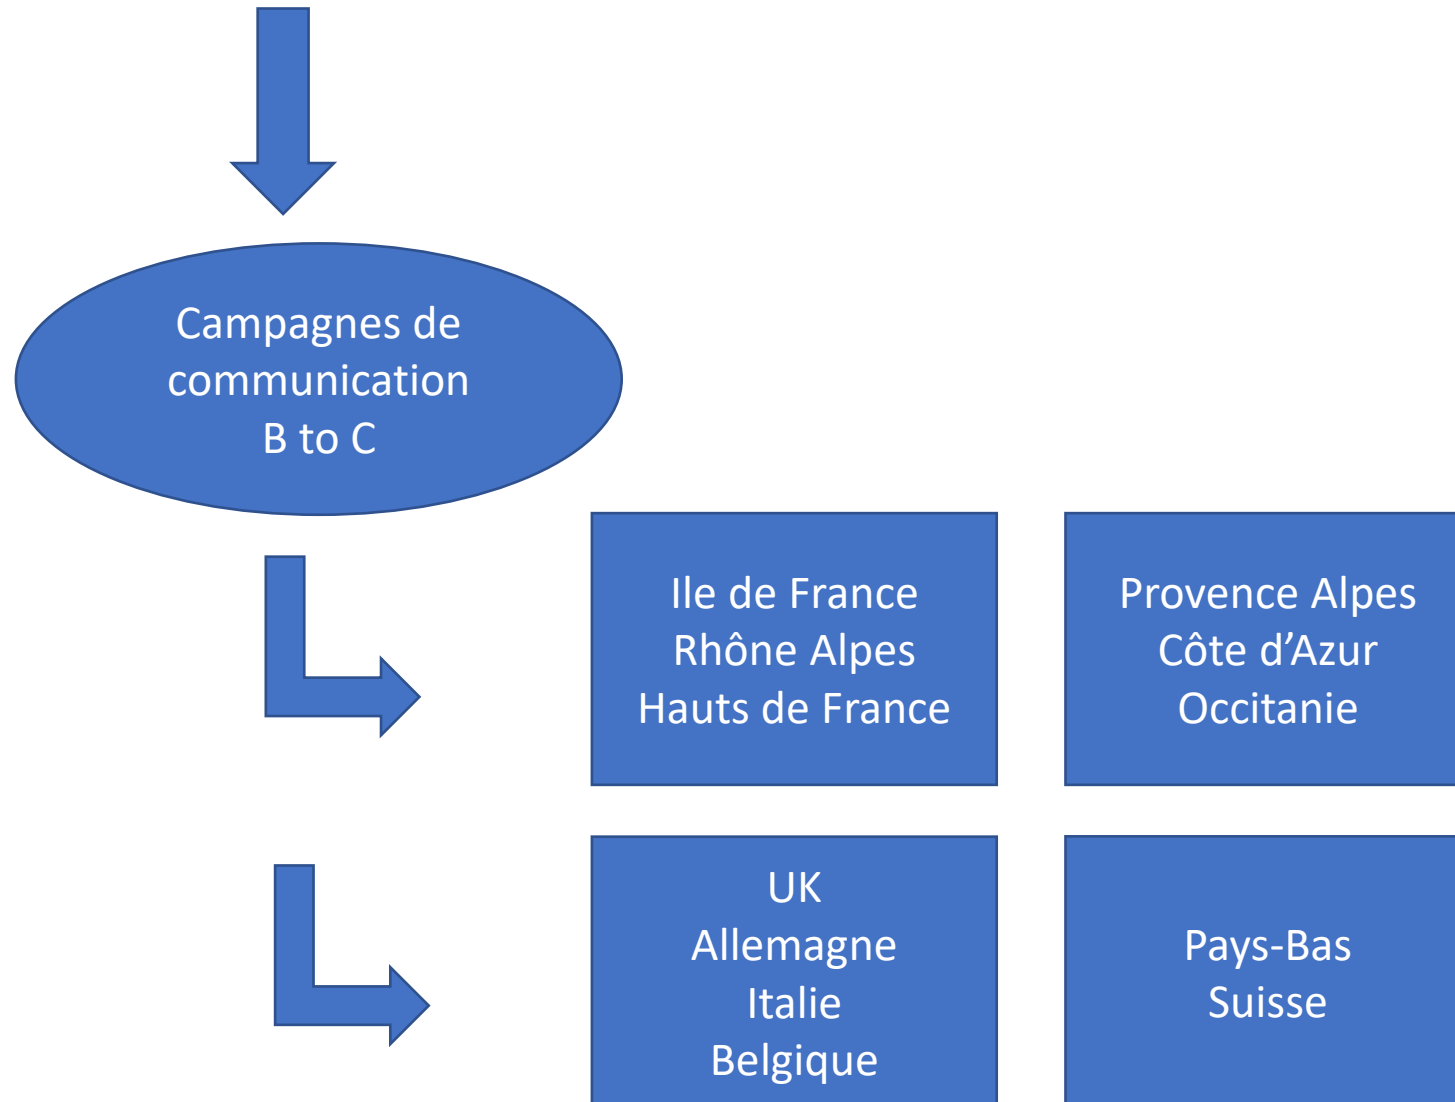 Campagnes de
communication
B to C
Ile de France
Rhône Alpes
Hauts de France
Provence Alpes
Côte d’Azur
Occitanie
UK
Allemagne
Italie
Belgique
Pays-Bas
Suisse